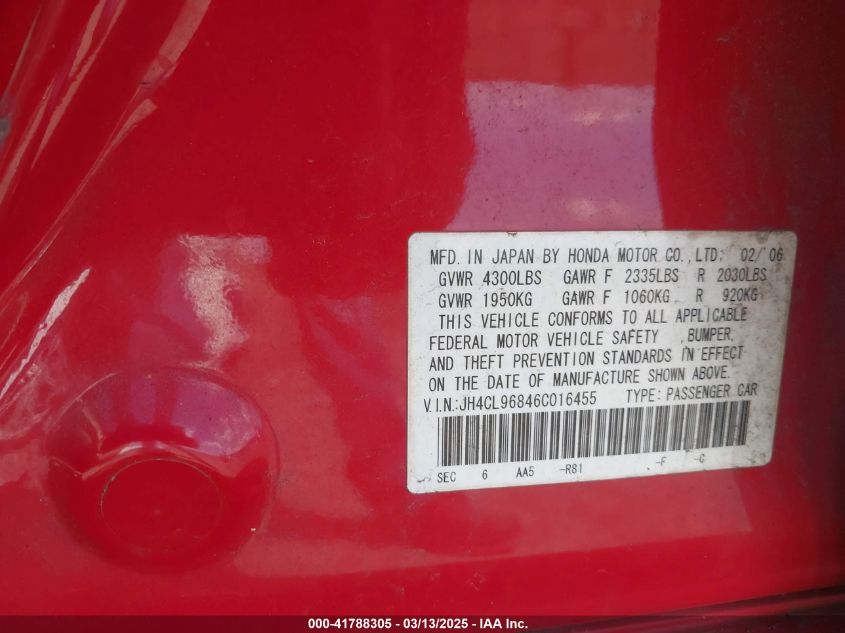 MFD. IN JAPAN BY HONDA MOTOR CO.,LTD: 02/'06
GVWR 4300LBS GAWR F 2335LBS R 2030LBS
GVWR 1950KG GAWR F 1060KG R 920KG
THIS VEHICLE CONFORMS TO ALL APPLICABLE
FEDERAL MOTOR VEHICLE SAFETY ,BUMPER,
AND THEFT PREVENTION STANDARDS IN EFFECT
ON THE DATE OF MANUFACTURE SHOWN ABOVE.
V.I.N.:JH4CL96846C016455 TYPE: PASSENGER CAR
SEC 6 AA5 -R81 -F -C
000-41788305 - 03/13/2025 - IAA Inc.